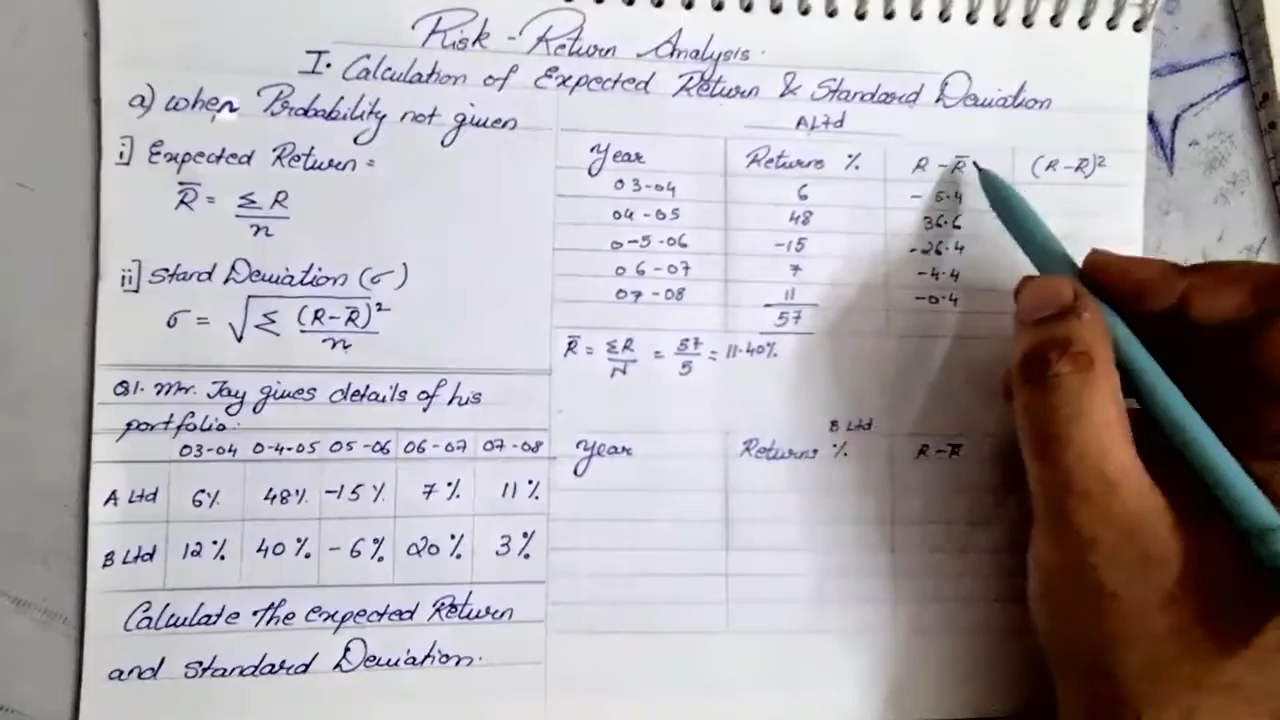 Risk - Return Analysis.
I. Calculation of Expected Return & Standard Deviation
a) when Probability not given
i] Expected Return =
R̅ = Σ R / n
ii] Stard Deviation (σ)
σ = √Σ (R-R̅)² / n
Q1. Mr. Jay gives details of his
portfolio.
03-04 0-4-05 05-06 06-07 07-08
A Ltd 6% 48% -15% 7% 11%
B Ltd 12% 40% -6% 20% 3%
Calculate the expected Return
and Standard Deviation.
A Ltd
Year Returns % R - R̅ (R-R̅)²
03-04 6 -5.4
04-05 48 36.6
0-5-06 -15 -26.4
06-07 7 -4.4
07-08 11 -0.4
57
R̅ = ΣR / N = 57 / 5 = 11.40%
B Ltd
Year Returns % R-R̅